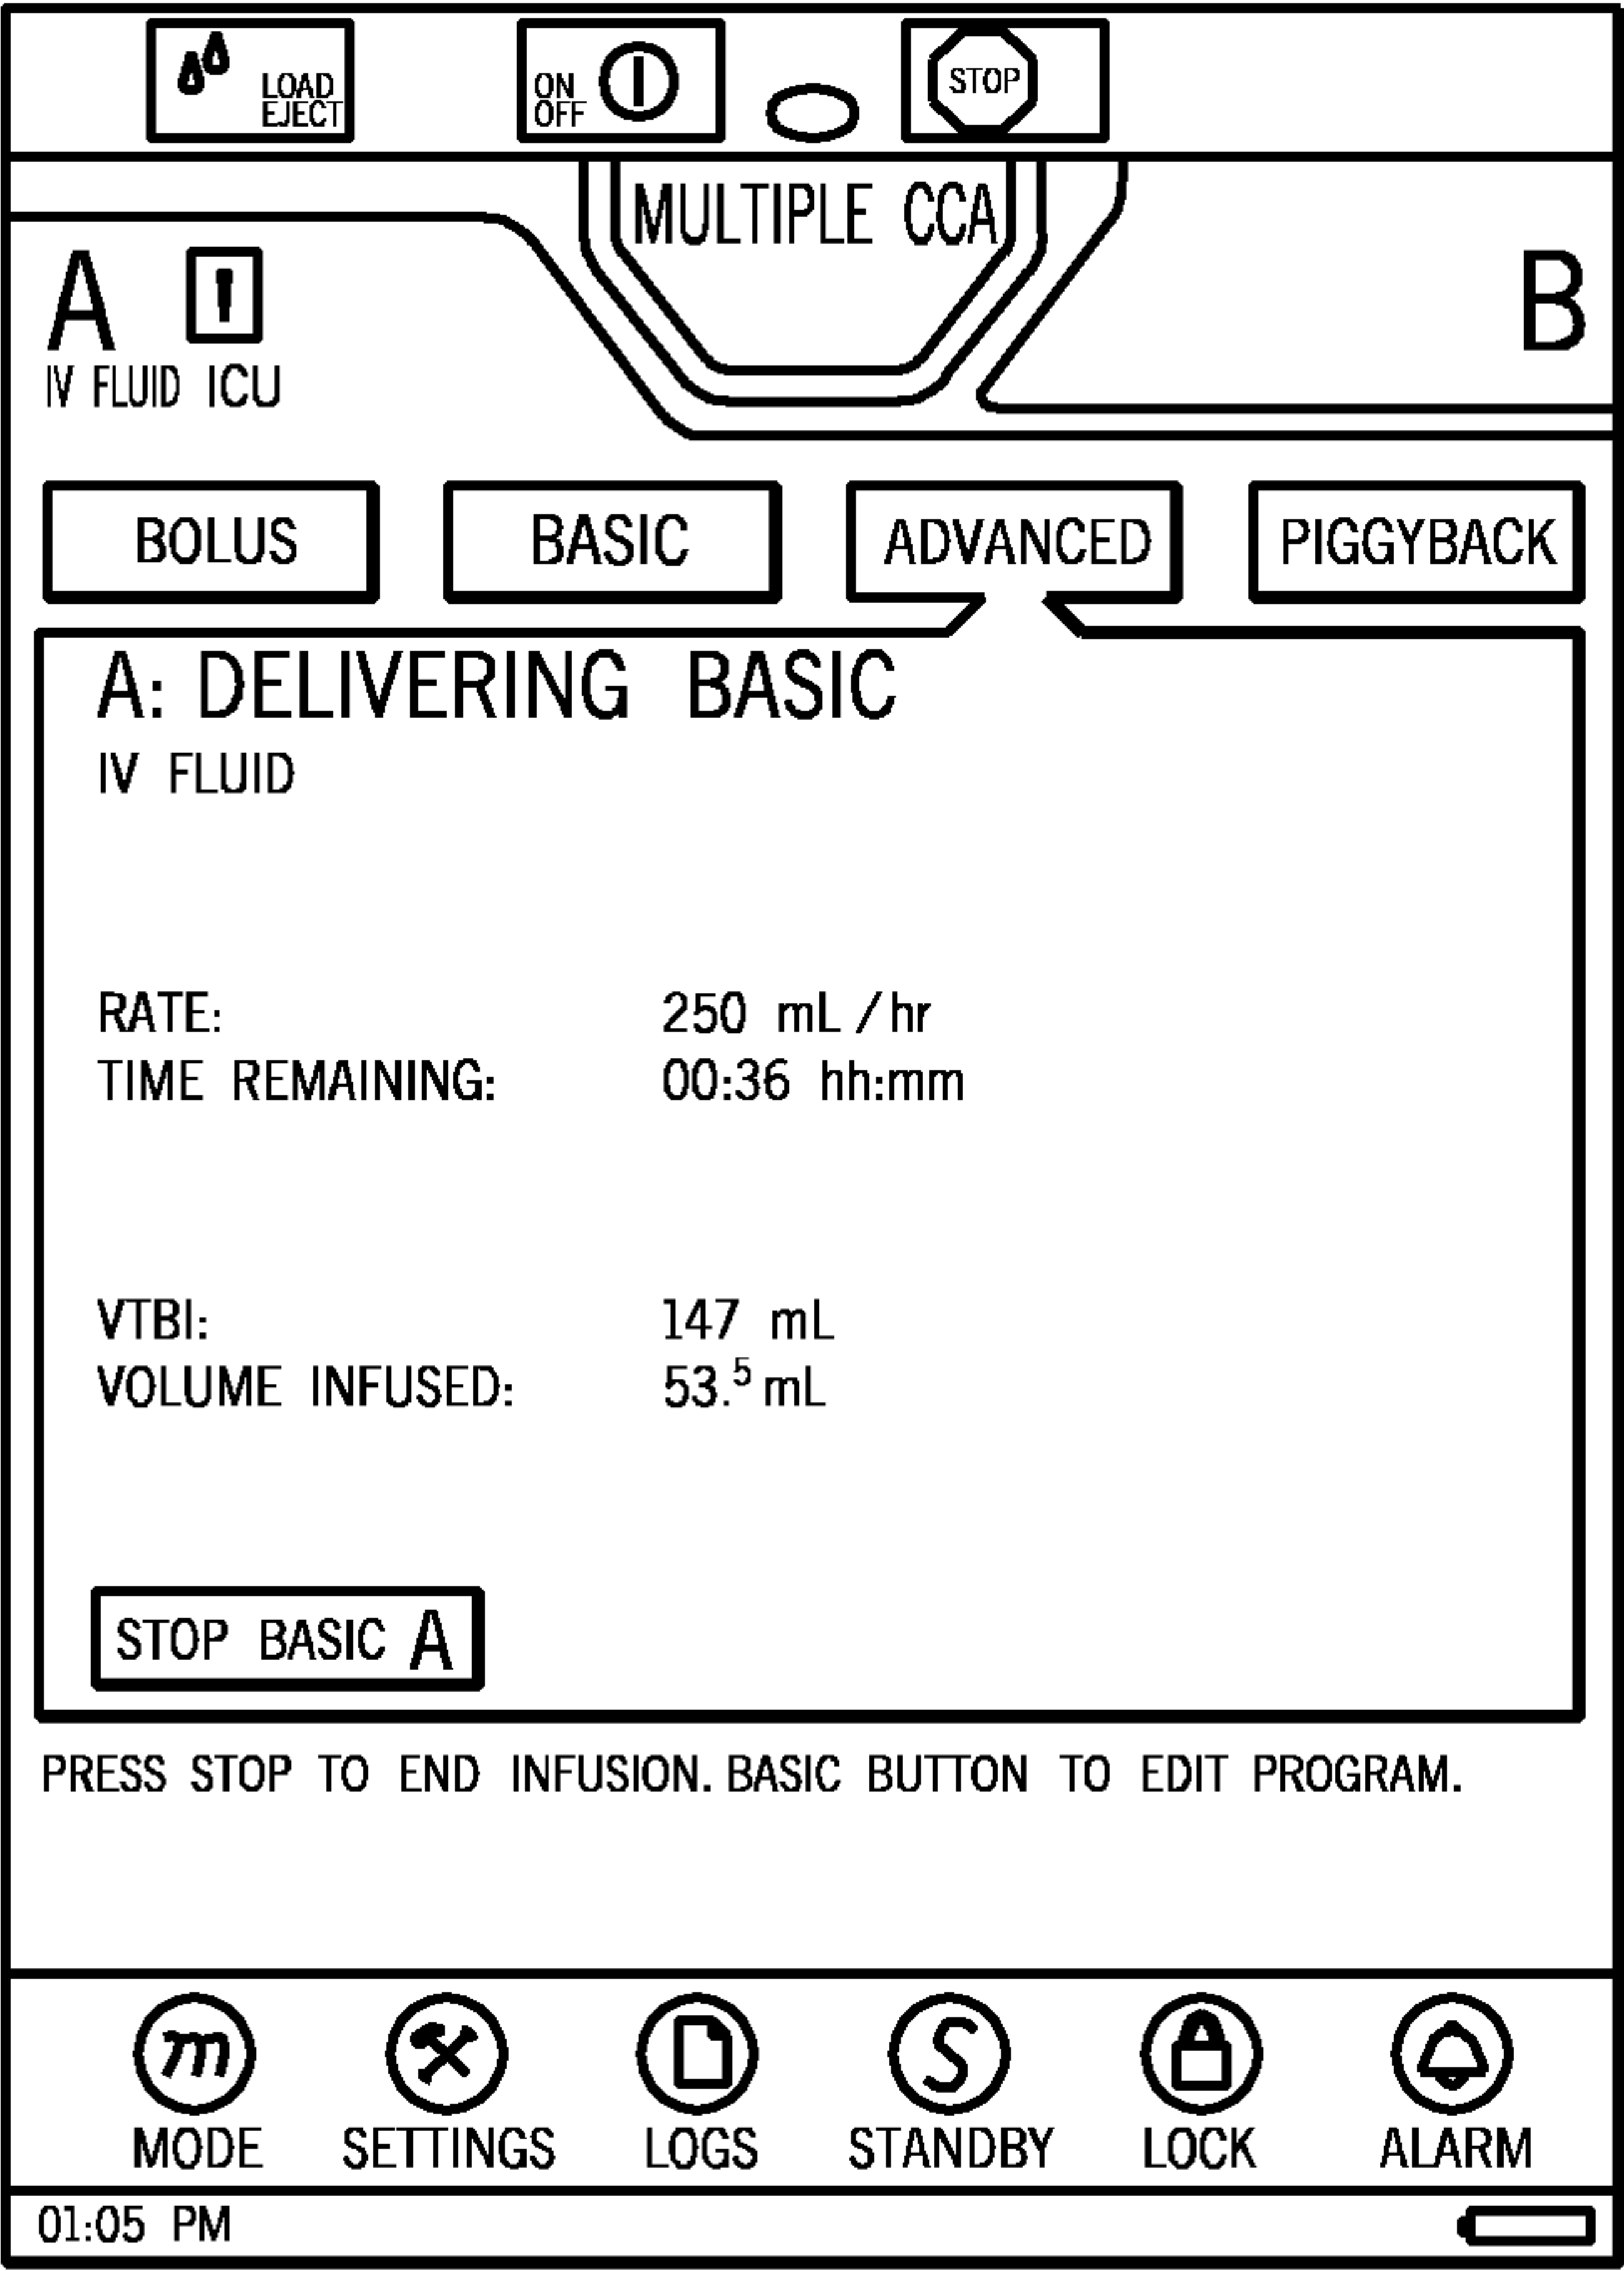 LOAD
EJECT
ON
OFF
STOP
MULTIPLE CCA
A
B
IV FLUID ICU
BOLUS
BASIC
ADVANCED
PIGGYBACK
A: DELIVERING BASIC
IV FLUID
RATE: 250 mL/hr
TIME REMAINING: 00:36 hh:mm
VTBI: 147 mL
VOLUME INFUSED: 53.⁵ mL
STOP BASIC A
PRESS STOP TO END INFUSION. BASIC BUTTON TO EDIT PROGRAM.
m
S
MODE
SETTINGS
LOGS
STANDBY
LOCK
ALARM
01:05 PM